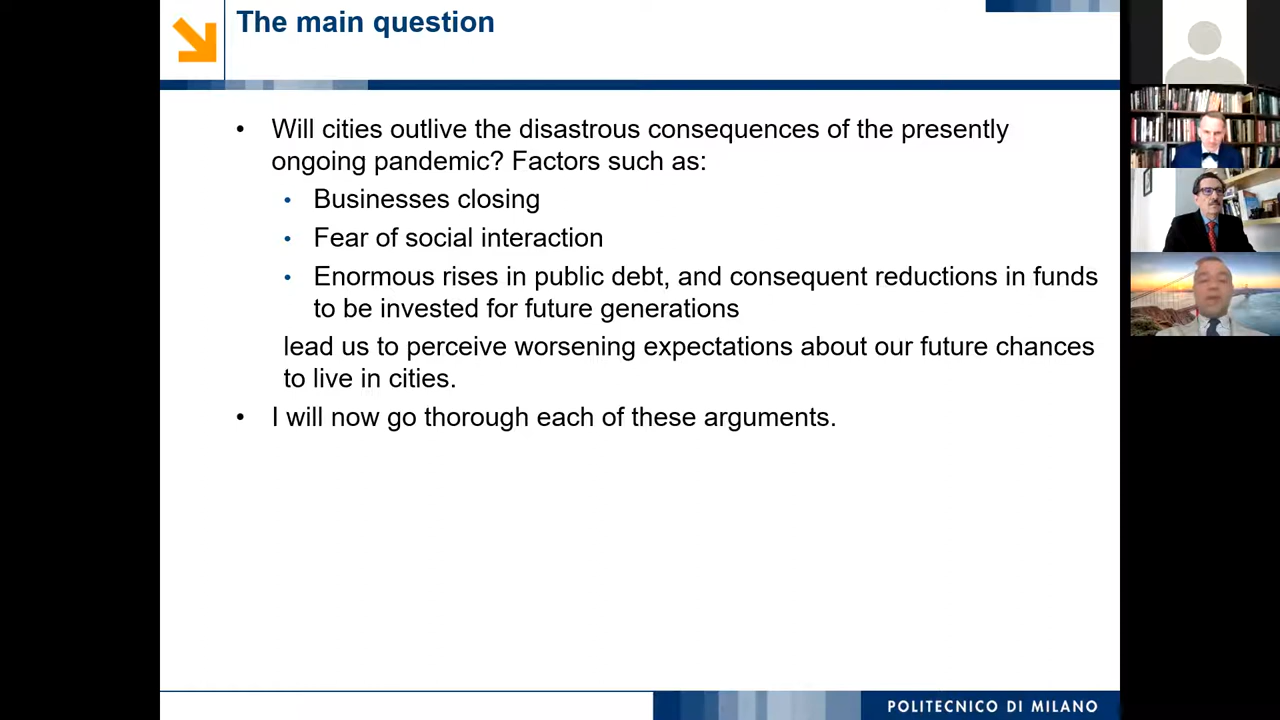 The main question
• Will cities outlive the disastrous consequences of the presently
ongoing pandemic? Factors such as:
• Businesses closing
• Fear of social interaction
• Enormous rises in public debt, and consequent reductions in funds
to be invested for future generations
lead us to perceive worsening expectations about our future chances
to live in cities.
• I will now go thorough each of these arguments.
POLITECNICO DI MILANO